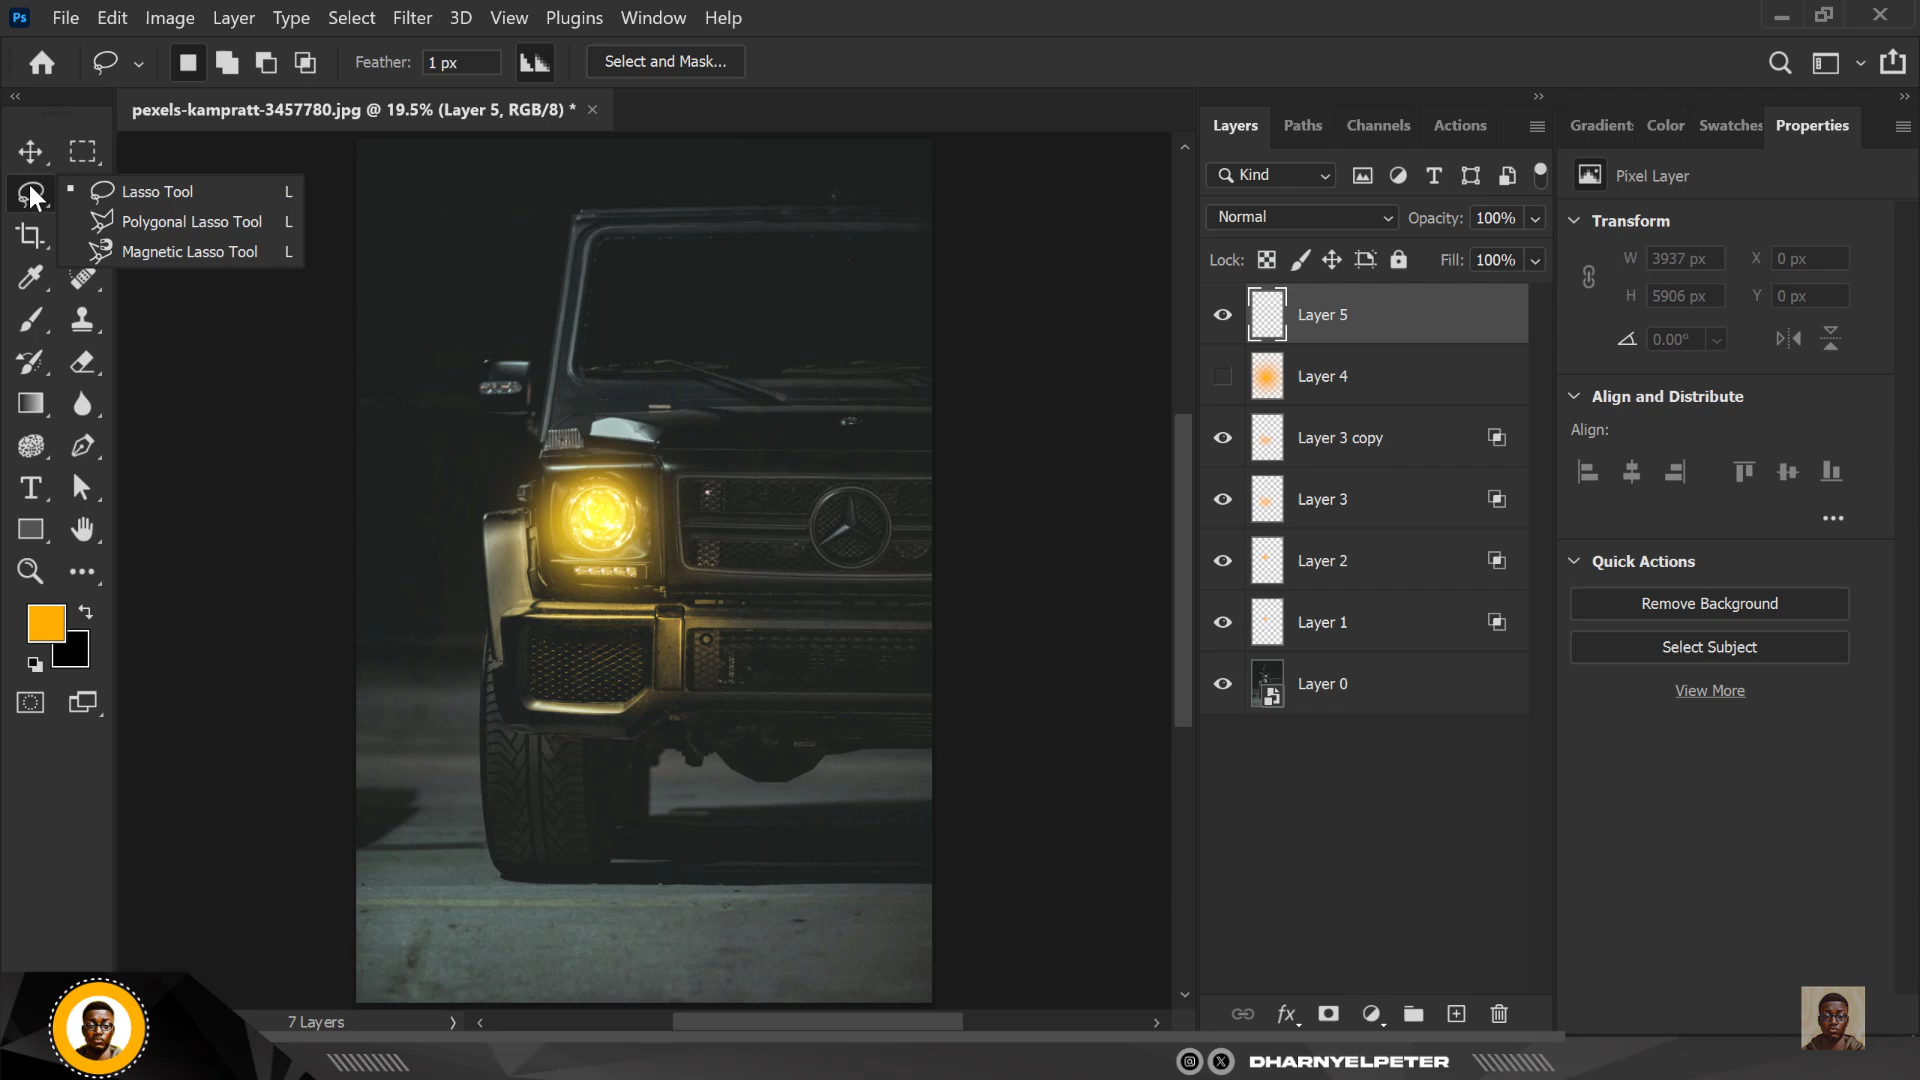 Ps File Edit Image Layer Type Select Filter 3D View Plugins Window Help
Feather: 1 px Select and Mask...
pexels-kampratt-3457780.jpg @ 19.5% (Layer 5, RGB/8) *
Lasso Tool L
Polygonal Lasso Tool L
Magnetic Lasso Tool L
7 Layers
Layers Paths Channels Actions
Kind
Normal Opacity: 100%
Lock: Fill: 100%
Layer 5
Layer 4
Layer 3 copy
Layer 3
Layer 2
Layer 1
Layer 0
fx
Gradient Color Swatches Properties
Pixel Layer
Transform
W 3937 px X 0 px
H 5906 px Y 0 px
0.00°
Align and Distribute
Align:
Quick Actions
Remove Background
Select Subject
View More
DHARNYELPETER